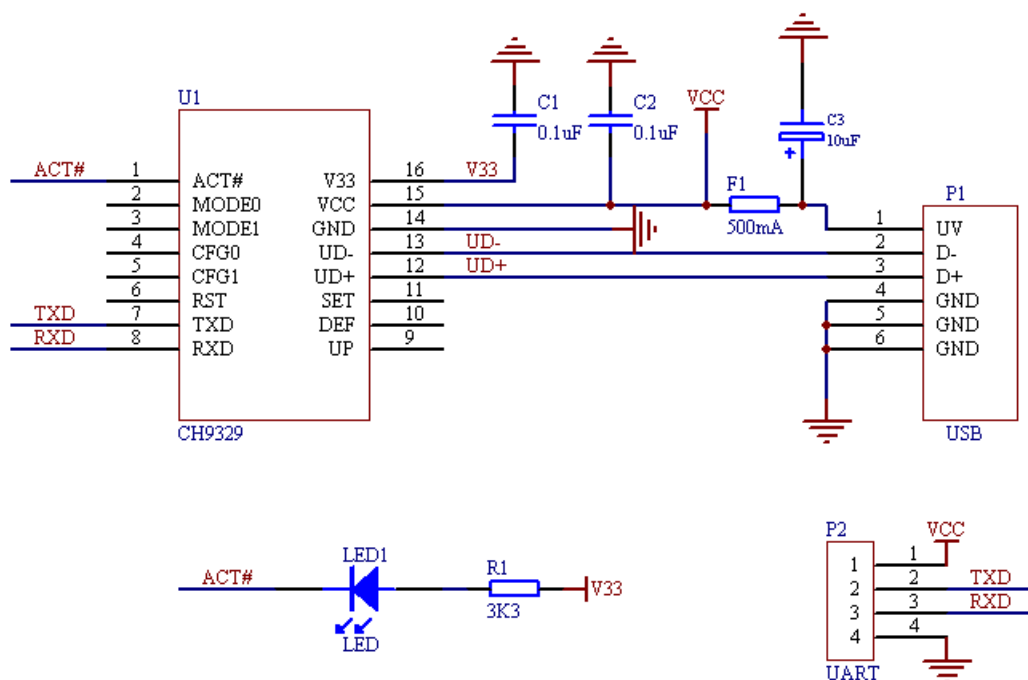 U1
C1
0.1uF
C2
0.1uF
VCC
C3
10uF
+
ACT#
1
ACT#
V33
16
V33
2
MODE0
VCC
15
3
MODE1
GND
14
4
CFG0
UD-
13
UD-
5
CFG1
UD+
12
UD+
6
RST
SET
11
TXD
7
TXD
DEF
10
RXD
8
RXD
UP
9
CH9329
F1
500mA
P1
1
UV
2
D-
3
D+
4
GND
5
GND
6
GND
USB
ACT#
LED1
LED
R1
3K3
V33
P2
VCC
1
1
2
2
TXD
3
3
RXD
4
4
UART